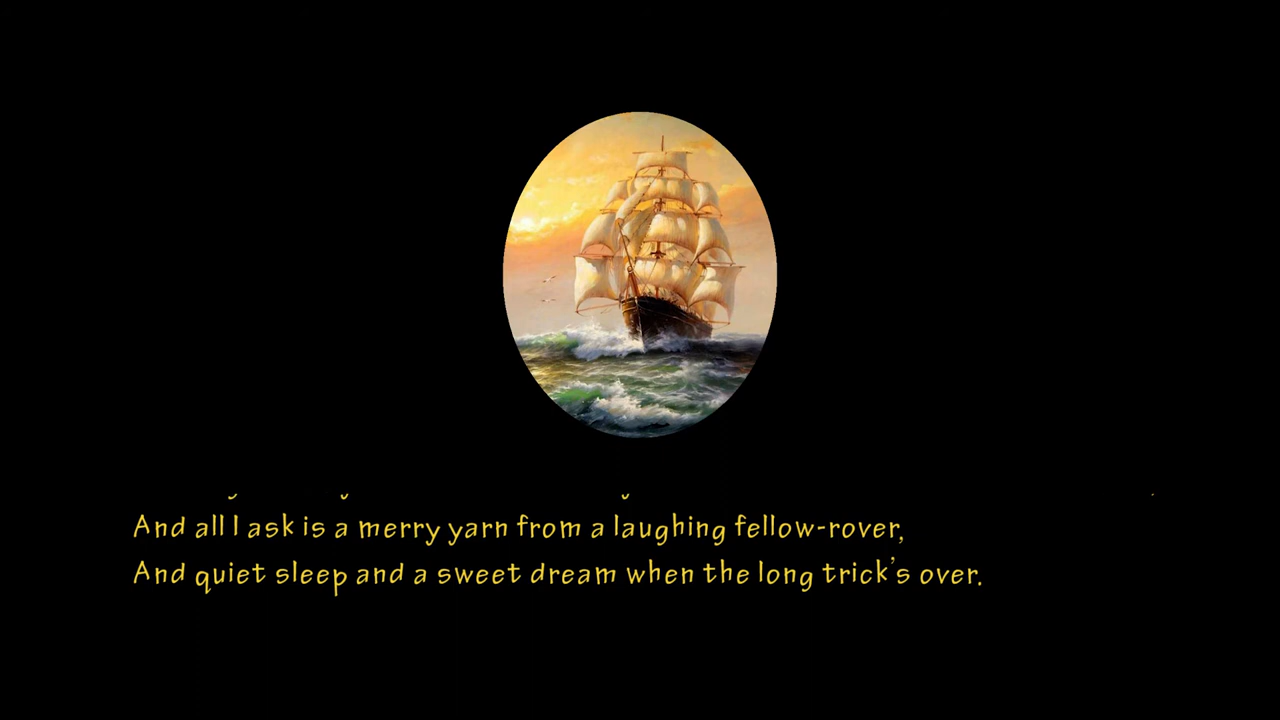 And all I ask is a merry yarn from a laughing fellow-rover,
And quiet sleep and a sweet dream when the long trick's over.